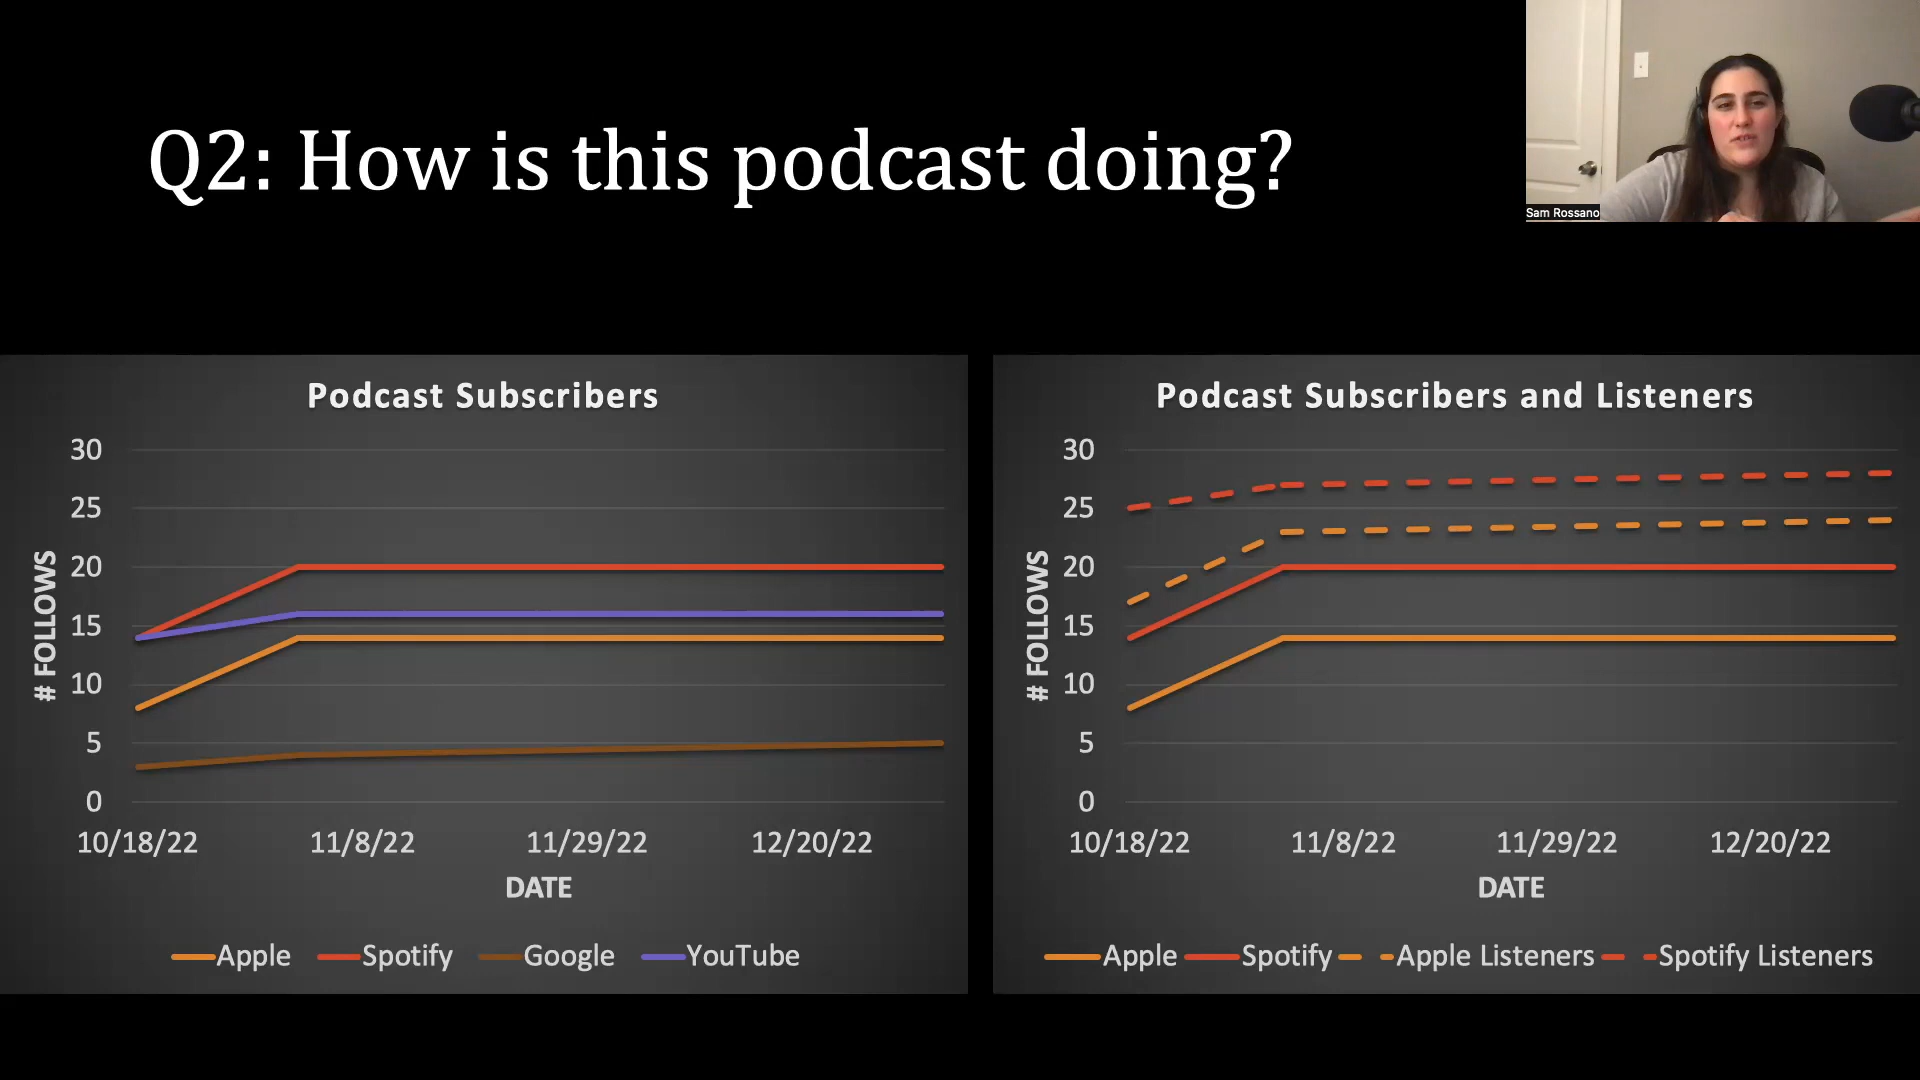 Q2: How is this podcast doing?
Sam Rossano
Podcast Subscribers
30
25
20
15
10
5
0
# FOLLOWS
10/18/22 11/8/22 11/29/22 12/20/22
DATE
Apple Spotify Google YouTube
Podcast Subscribers and Listeners
30
25
20
15
10
5
0
# FOLLOWS
10/18/22 11/8/22 11/29/22 12/20/22
DATE
Apple Spotify Apple Listeners Spotify Listeners